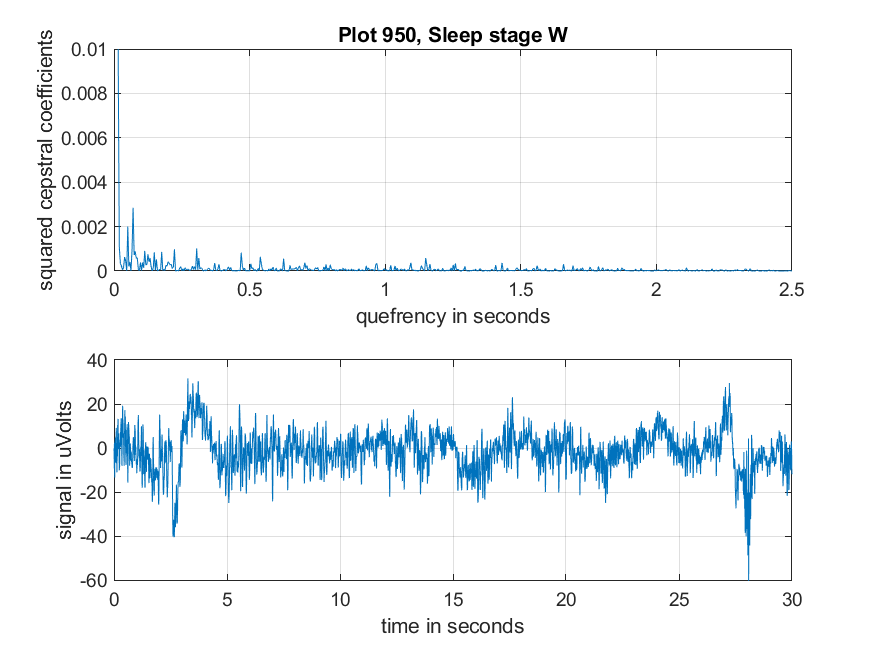 Plot 950, Sleep stage W
squared cepstral coefficients
0.01
0.008
0.006
0.004
0.002
0
0 0.5 1 1.5 2 2.5
quefrency in seconds
signal in uVolts
40
20
0
-20
-40
-60
0 5 10 15 20 25 30
time in seconds